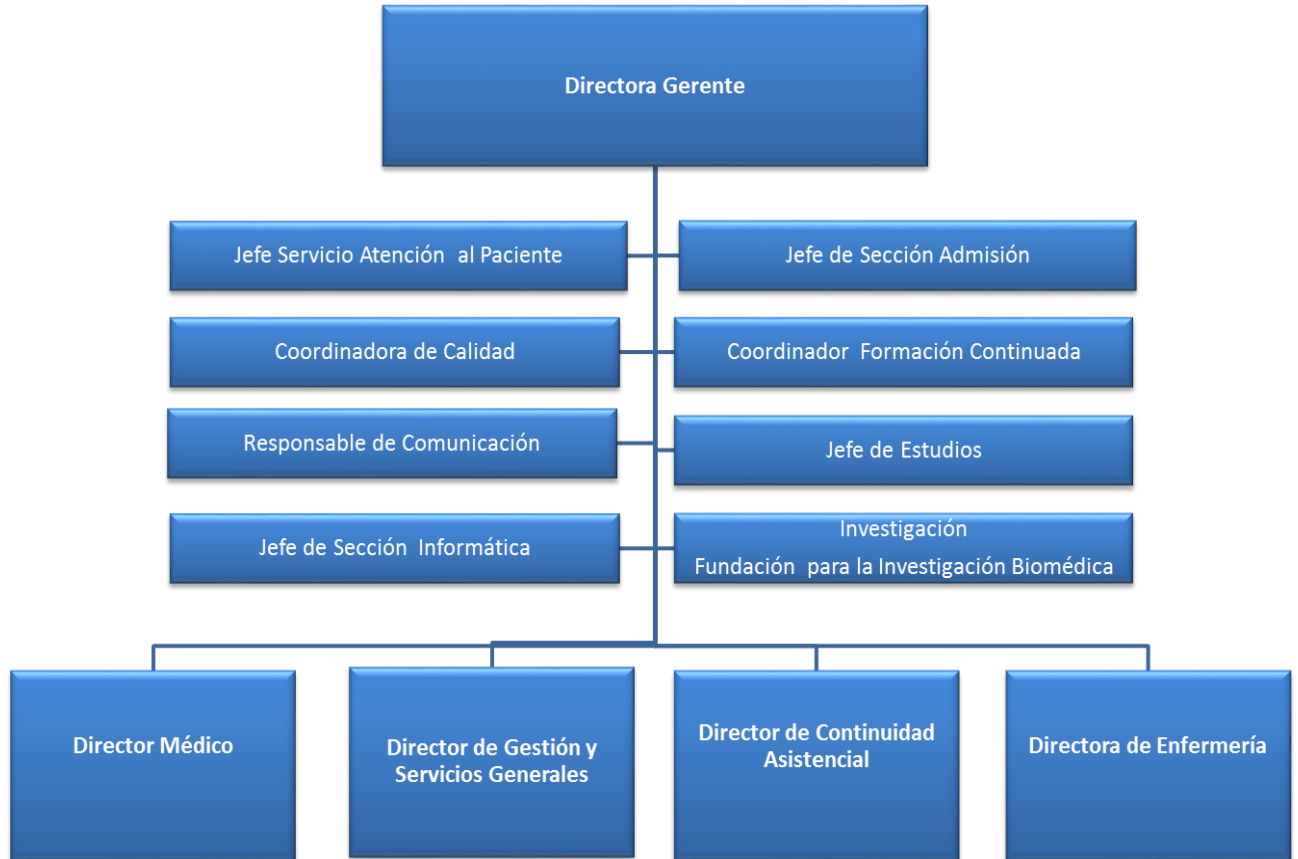 Directora Gerente
Jefe Servicio Atención al Paciente
Jefe de Sección Admisión
Coordinadora de Calidad
Coordinador Formación Continuada
Responsable de Comunicación
Jefe de Estudios
Jefe de Sección Informática
Investigación
Fundación para la Investigación Biomédica
Director Médico
Director de Gestión y
Servicios Generales
Director de Continuidad
Asistencial
Directora de Enfermería